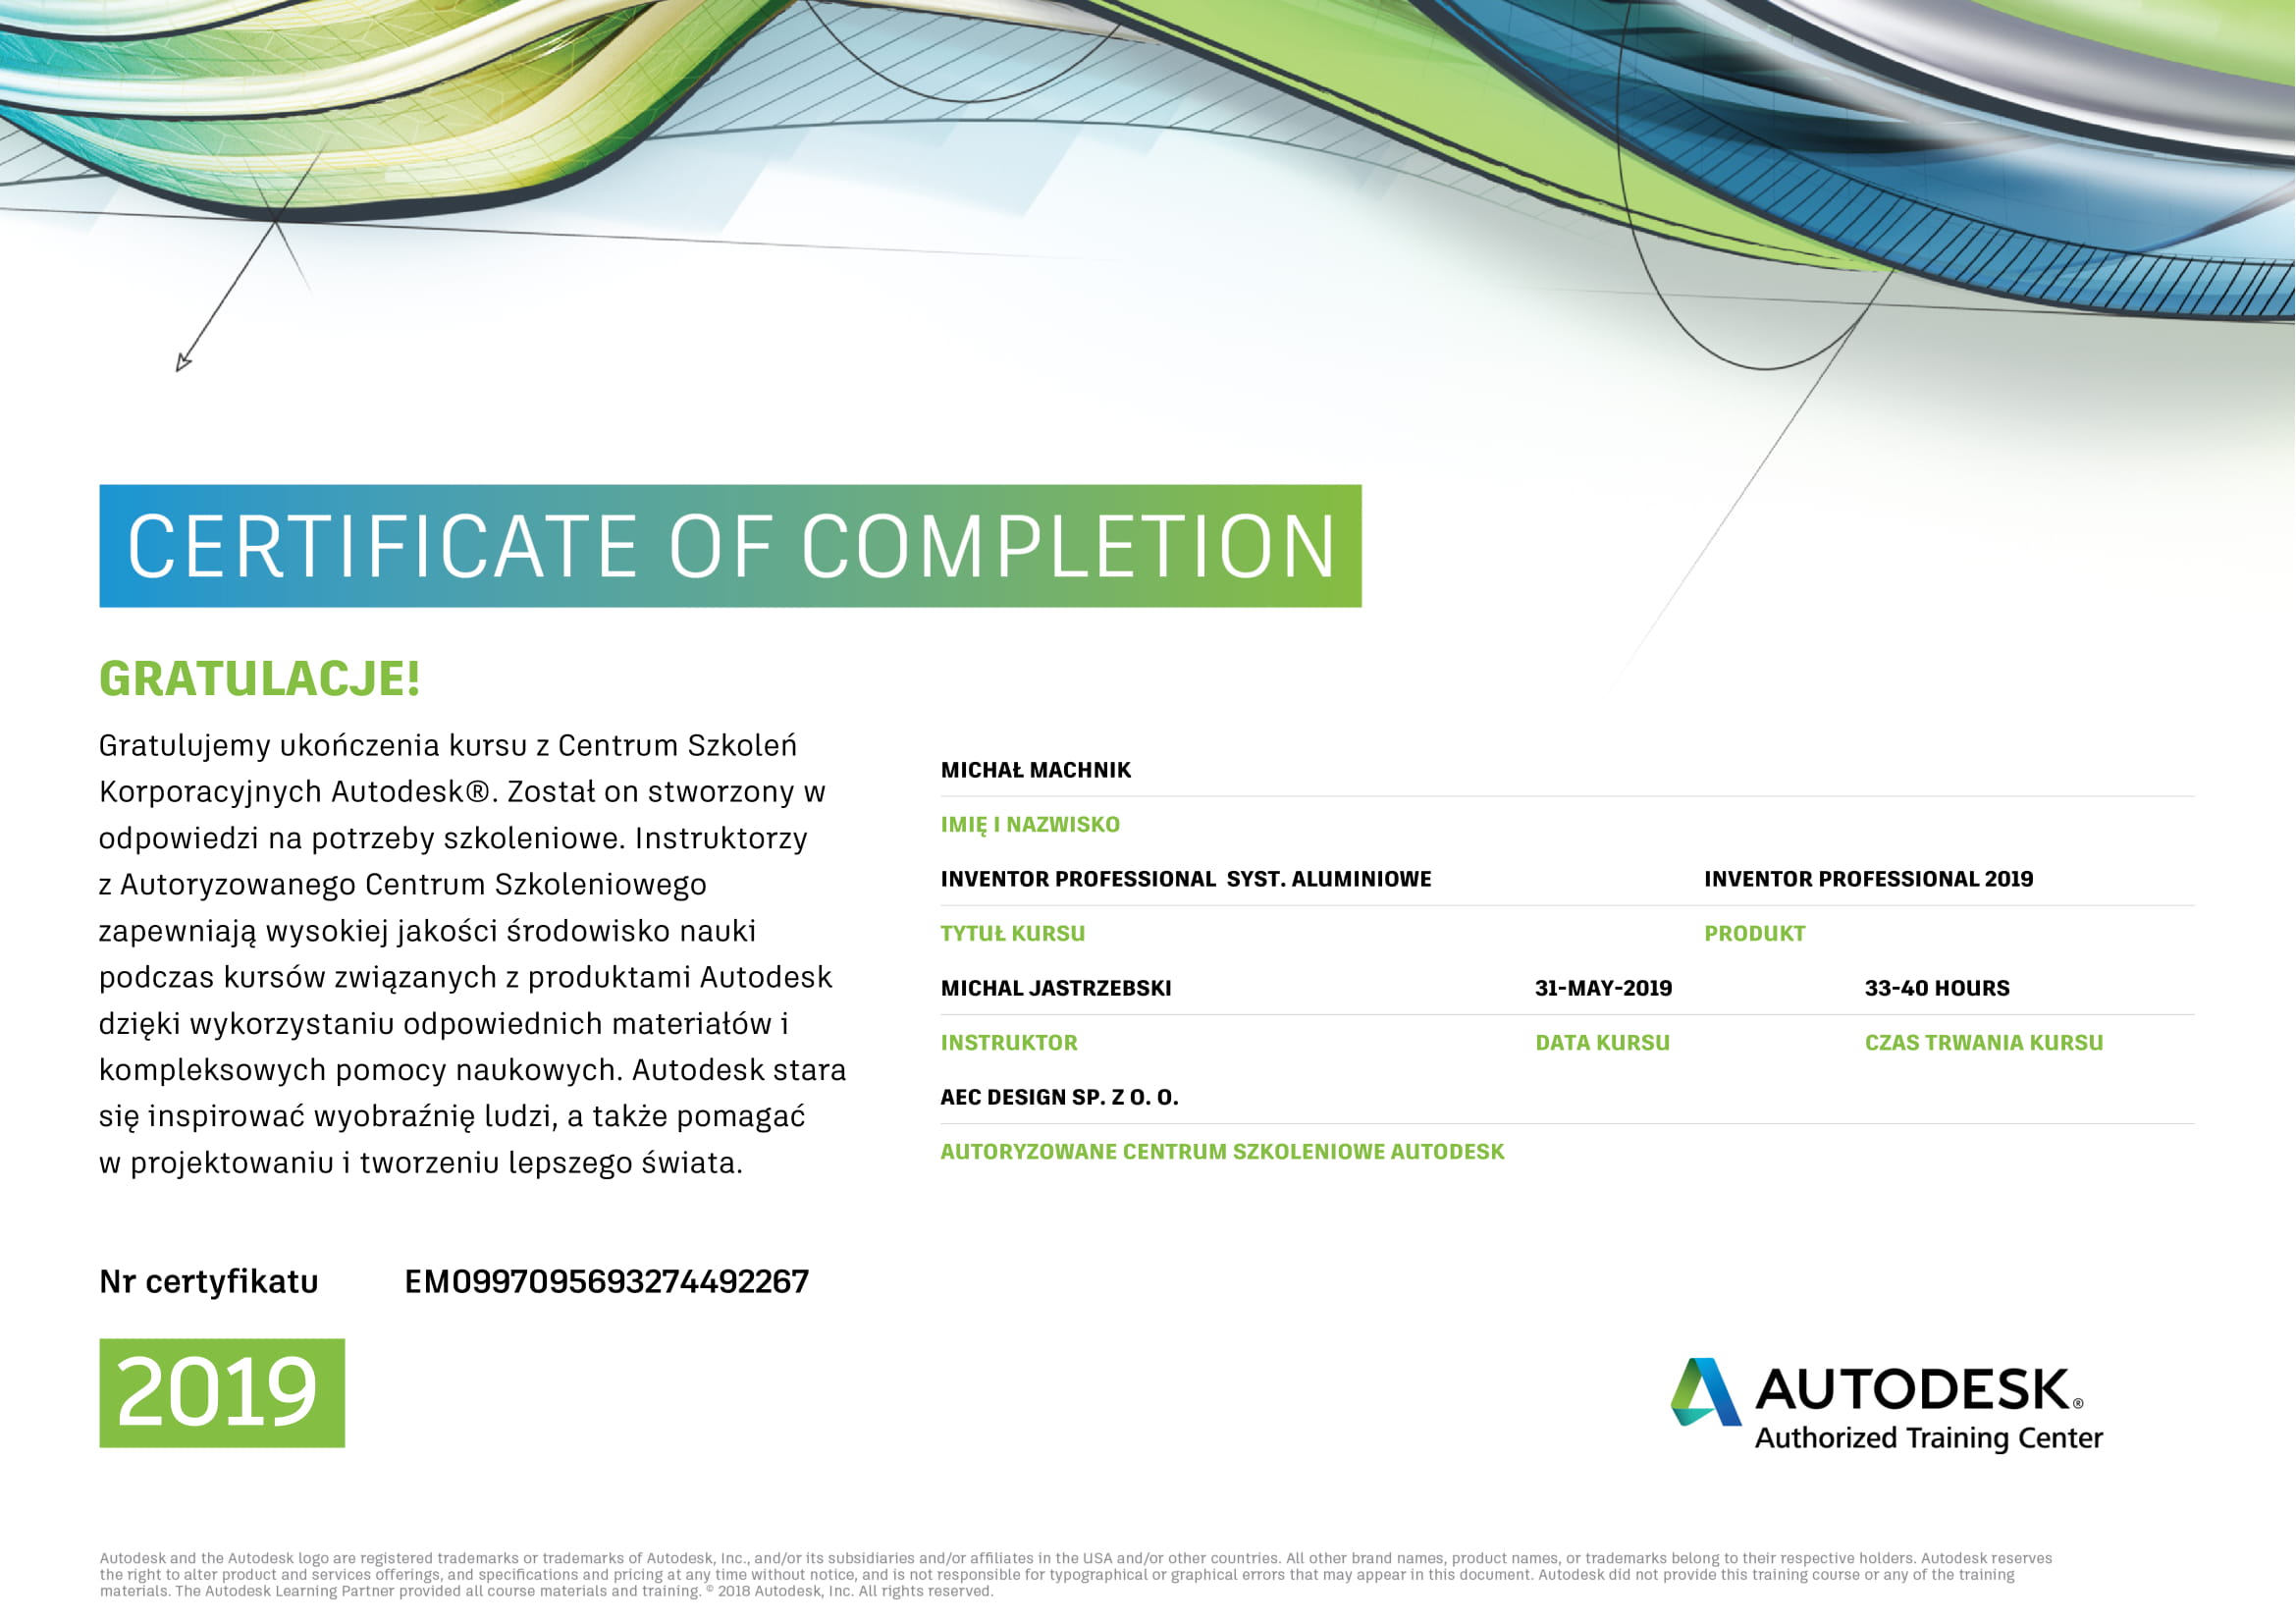 CERTIFICATE OF COMPLETION
GRATULACJE!
Gratulujemy ukończenia kursu z Centrum Szkoleń
Korporacyjnych Autodesk®. Został on stworzony w
odpowiedzi na potrzeby szkoleniowe. Instruktorzy
z Autoryzowanego Centrum Szkoleniowego
zapewniają wysokiej jakości środowisko nauki
podczas kursów związanych z produktami Autodesk
dzięki wykorzystaniu odpowiednich materiałów i
kompleksowych pomocy naukowych. Autodesk stara
się inspirować wyobraźnię ludzi, a także pomagać
w projektowaniu i tworzeniu lepszego świata.
MICHAŁ MACHNIK
IMIĘ I NAZWISKO
INVENTOR PROFESSIONAL  SYST. ALUMINIOWE INVENTOR PROFESSIONAL 2019
TYTUŁ KURSU PRODUKT
MICHAL JASTRZEBSKI 31-MAY-2019 33-40 HOURS
INSTRUKTOR DATA KURSU CZAS TRWANIA KURSU
AEC DESIGN SP. Z O. O.
AUTORYZOWANE CENTRUM SZKOLENIOWE AUTODESK
Nr certyfikatu EM0997095693274492267
2019
AUTODESK®
Authorized Training Center
Autodesk and the Autodesk logo are registered trademarks or trademarks of Autodesk, Inc., and/or its subsidiaries and/or affiliates in the USA and/or other countries. All other brand names, product names, or trademarks belong to their respective holders. Autodesk reserves
the right to alter product and services offerings, and specifications and pricing at any time without notice, and is not responsible for typographical or graphical errors that may appear in this document. Autodesk did not provide this training course or any of the training
materials. The Autodesk Learning Partner provided all course materials and training. © 2018 Autodesk, Inc. All rights reserved.